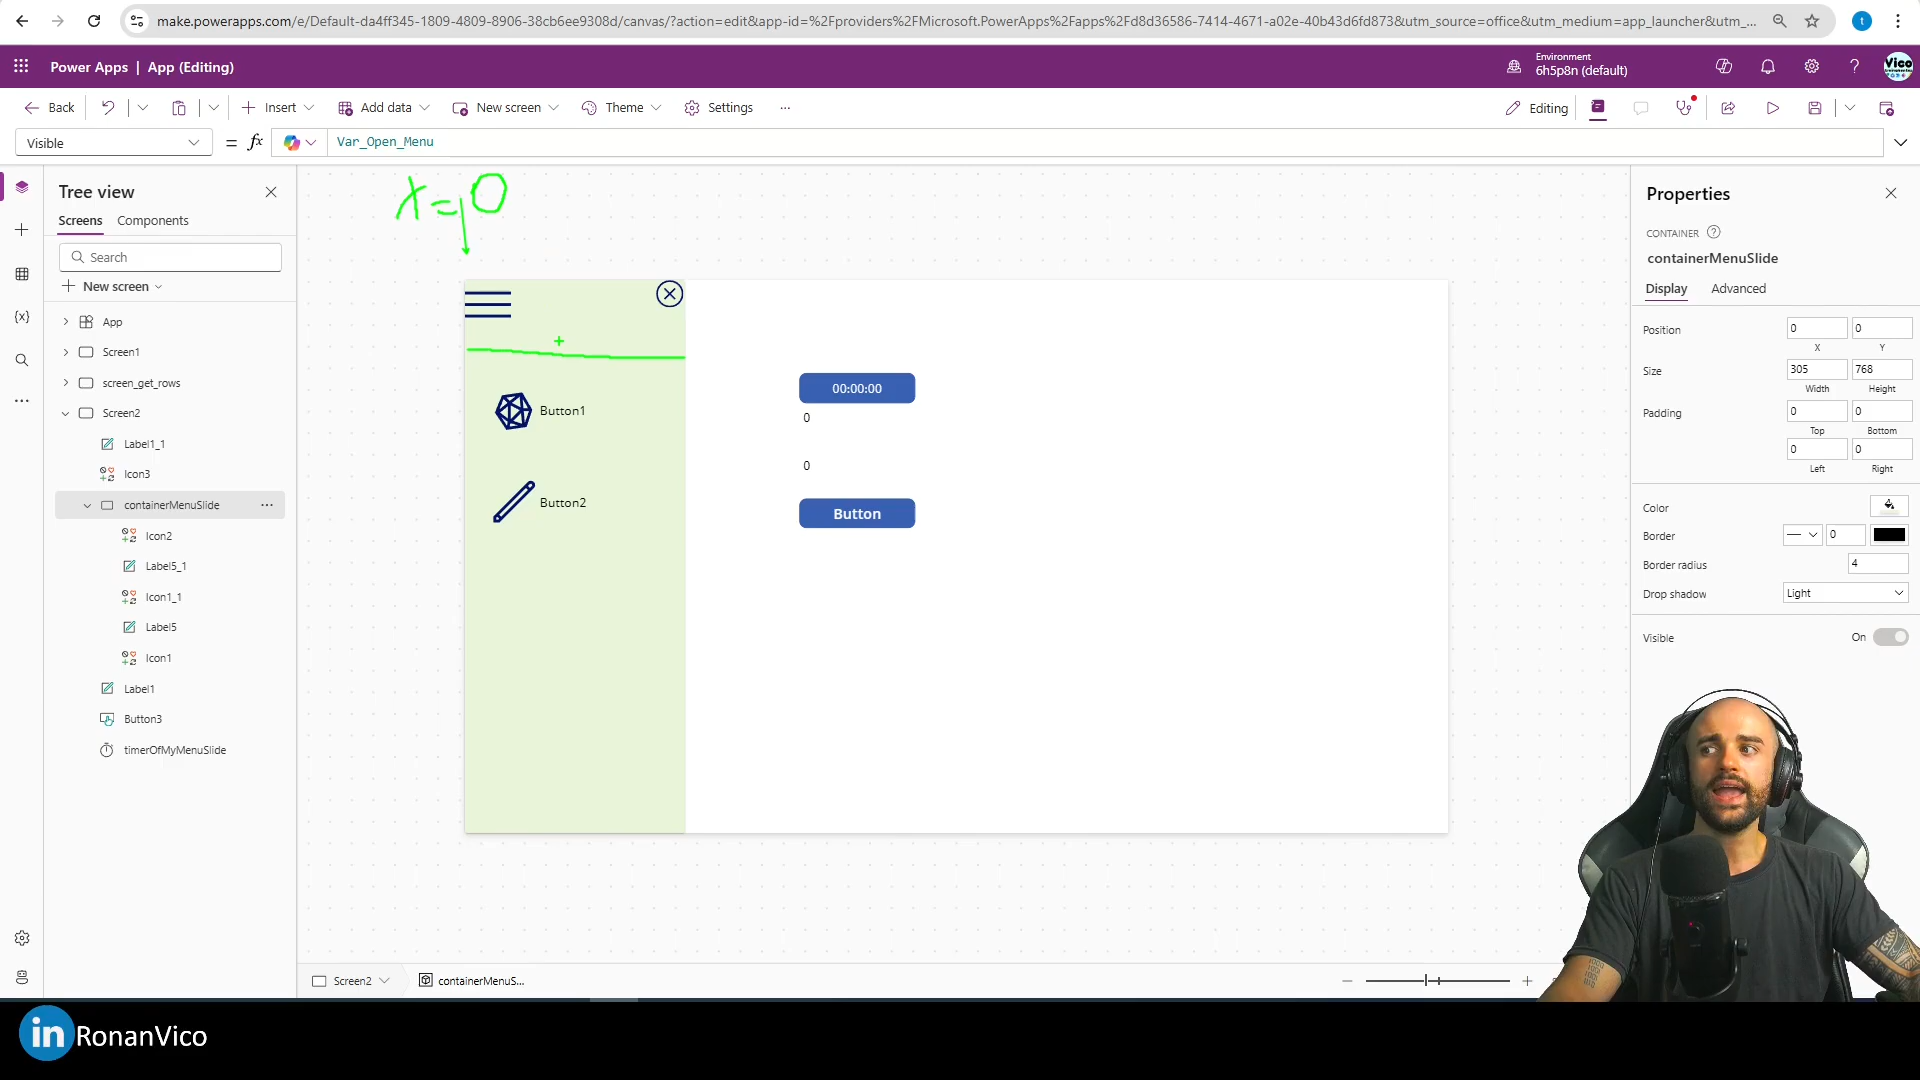 make.powerapps.com/e/Default-da4ff345-1809-4809-8906-38cb6ee9308d/canvas/?action=edit&app-id=%2Fproviders%2FMicrosoft.PowerApps%2Fapps%2Fd8d36586-7414-4671-a02e-40b43d6fd873&utm_source=office&utm_medium=app_launcher&utm_...
t
Power Apps | App (Editing)
Environment
6h5p8n (default)
Vico
Back
Insert
Add data
New screen
Theme
Settings
...
Editing
Visible
= fx
Var_Open_Menu
Tree view
Screens
Components
Search
New screen
App
Screen1
screen_get_rows
Screen2
Label1_1
Icon3
containerMenuSlide
Icon2
Label5_1
Icon1_1
Label5
Icon1
Label1
Button3
timerOfMyMenuSlide
x=0
Button1
Button2
00:00:00
0
0
Button
Properties
CONTAINER
containerMenuSlide
Display
Advanced
Position
0
0
X
Y
Size
305
768
Width
Height
Padding
0
0
Top
Bottom
0
0
Left
Right
Color
Border
0
Border radius
4
Drop shadow
Light
Visible
On
Screen2
containerMenuS...
in RonanVico